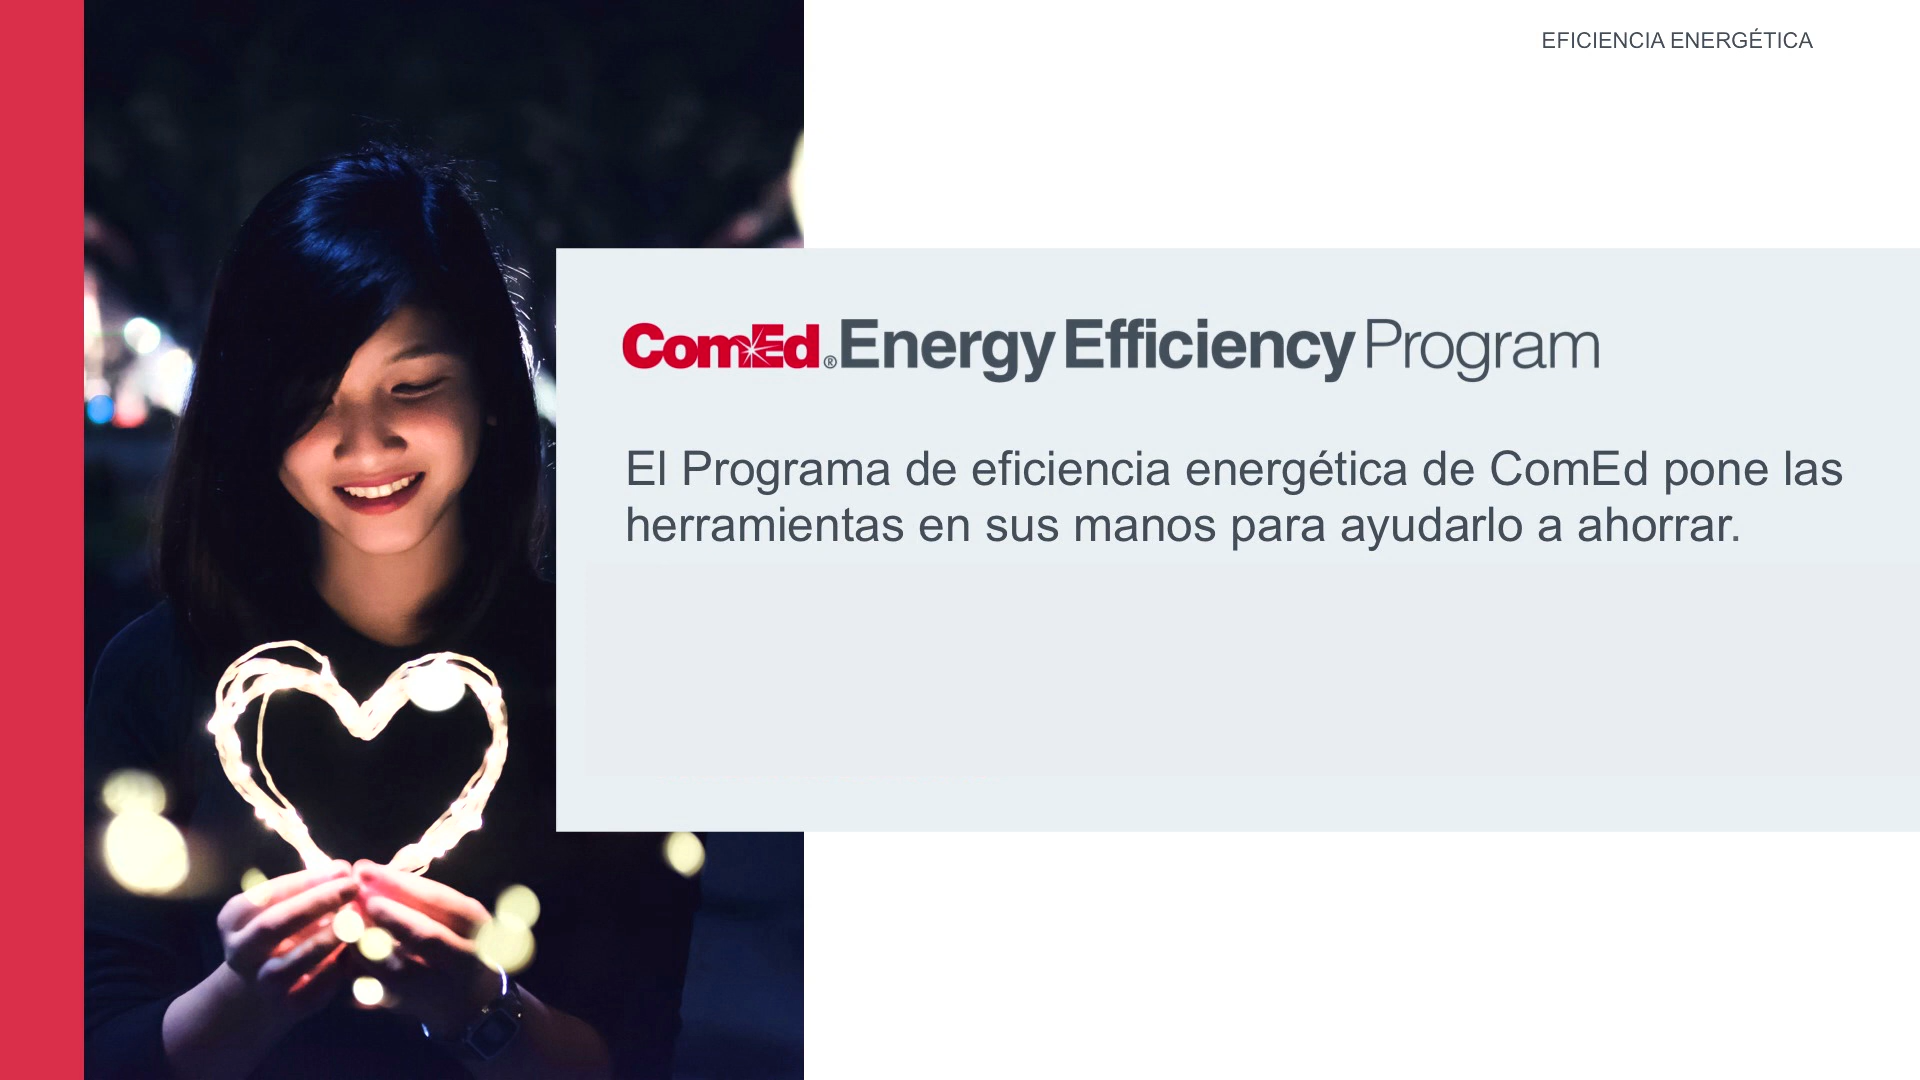 EFICIENCIA ENERGÉTICA
ComEd® Energy Efficiency Program
El Programa de eficiencia energética de ComEd pone las
herramientas en sus manos para ayudarlo a ahorrar.